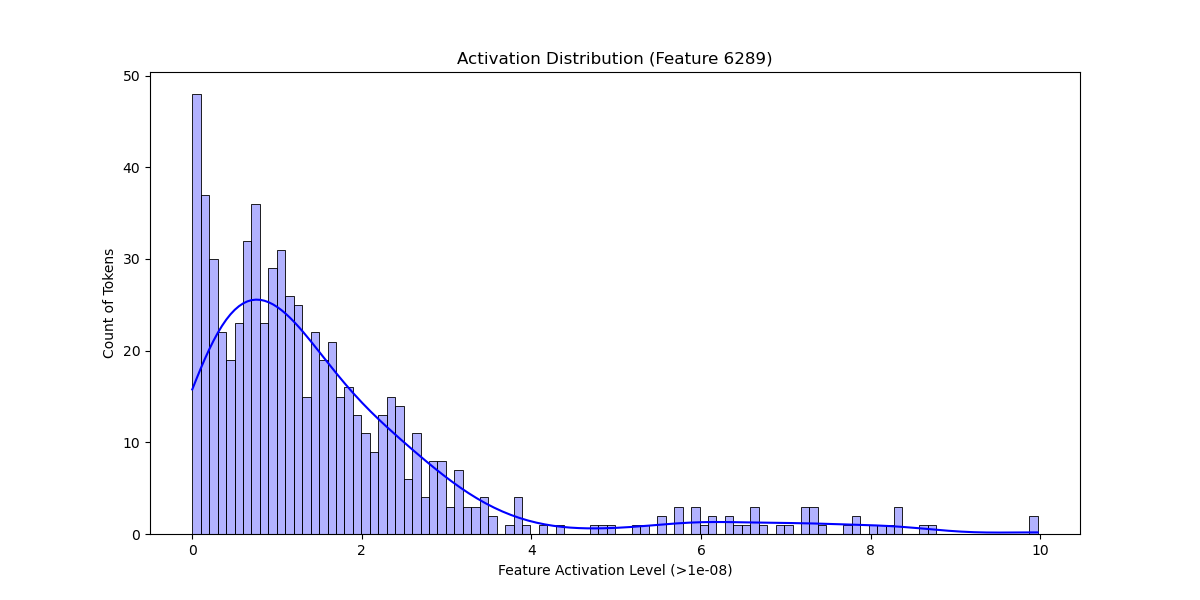 Activation Distribution (Feature 6289)
50
40
30
20
10
0
Count of Tokens
0 2 4 6 8 10
Feature Activation Level (>1e-08)